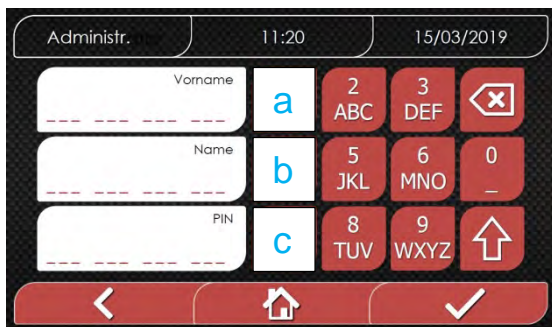 Administr. 11:20 15/03/2019
Vorname
a
2
ABC
3
DEF
Name
b
5
JKL
6
MNO
0
_
PIN
c
8
TUV
9
WXYZ